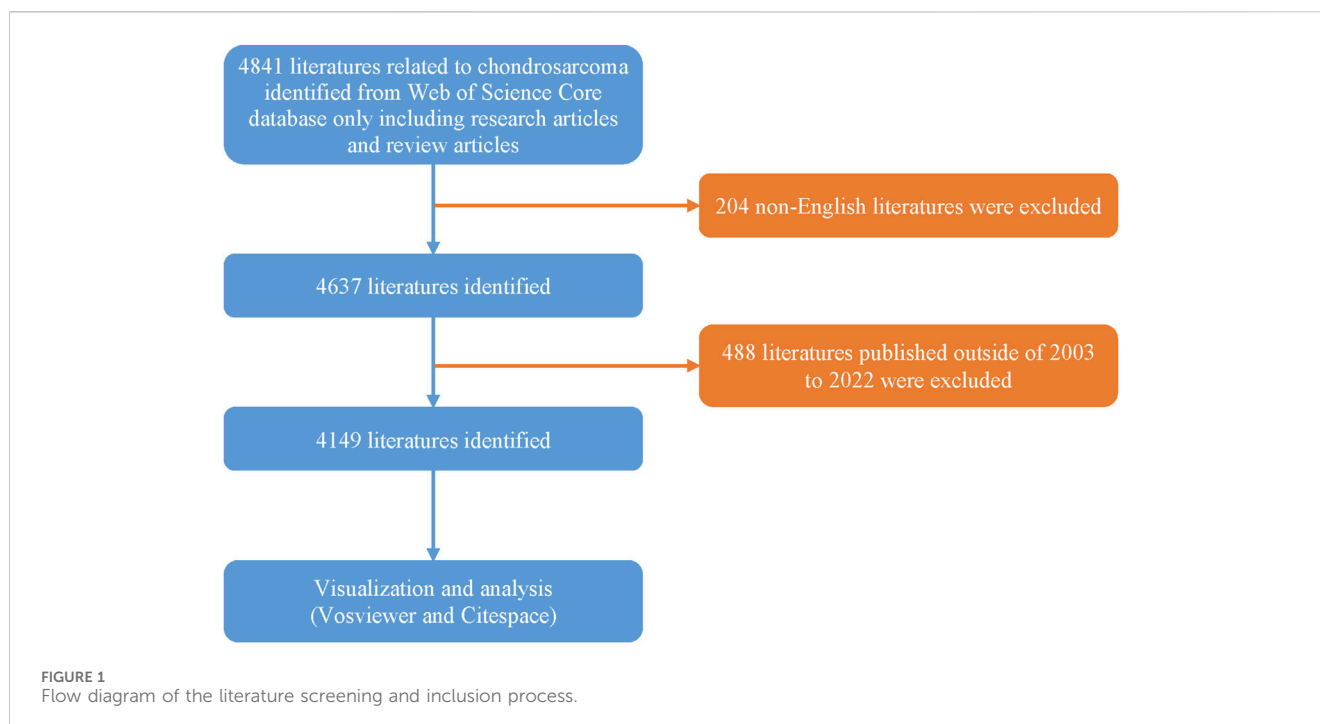 4841 literatures related to chondrosarcoma
identified from Web of Science Core
database only including research articles
and review articles
204 non-English literatures were excluded
4637 literatures identified
488 literatures published outside of 2003
to 2022 were excluded
4149 literatures identified
Visualization and analysis
(Vosviewer and Citespace)
FIGURE 1
Flow diagram of the literature screening and inclusion process.